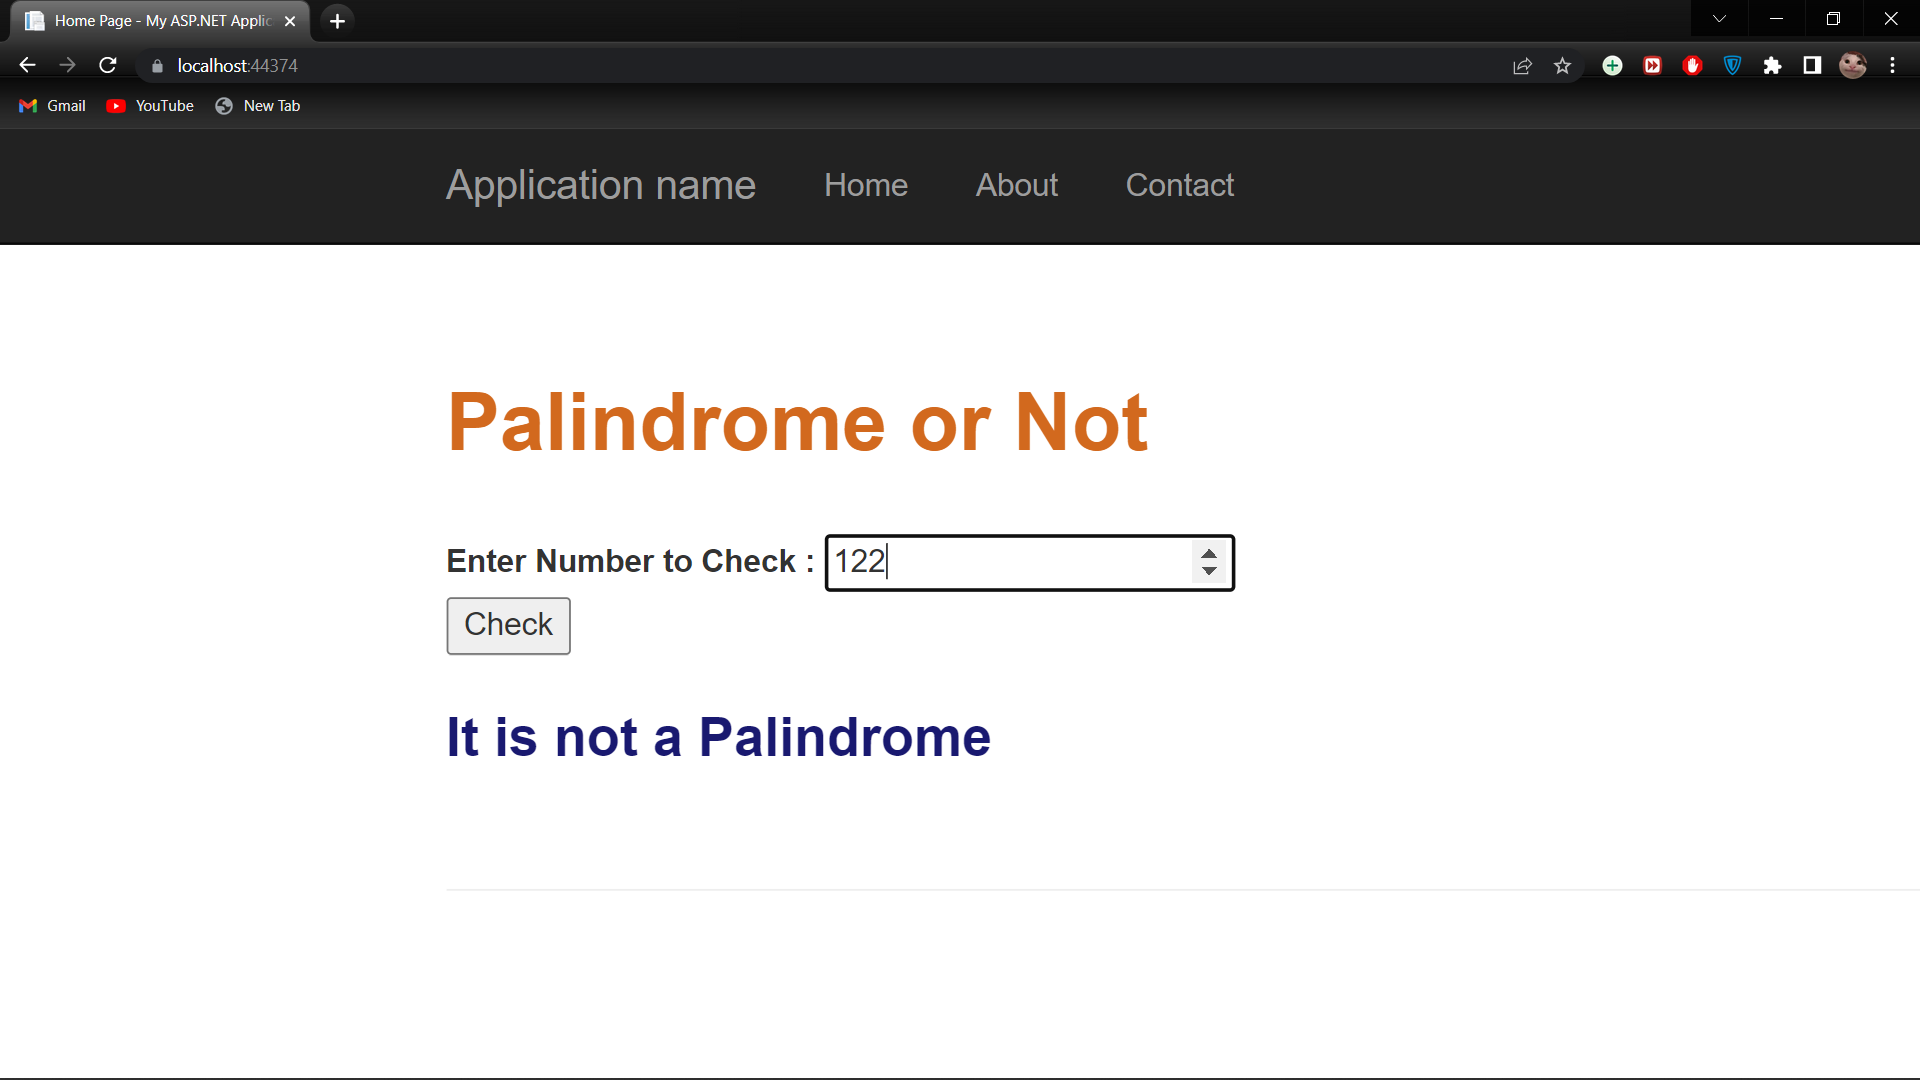 Home Page - My ASP.NET Applic
localhost:44374
Gmail YouTube New Tab
Application name Home About Contact
Palindrome or Not
Enter Number to Check : 122
Check
It is not a Palindrome